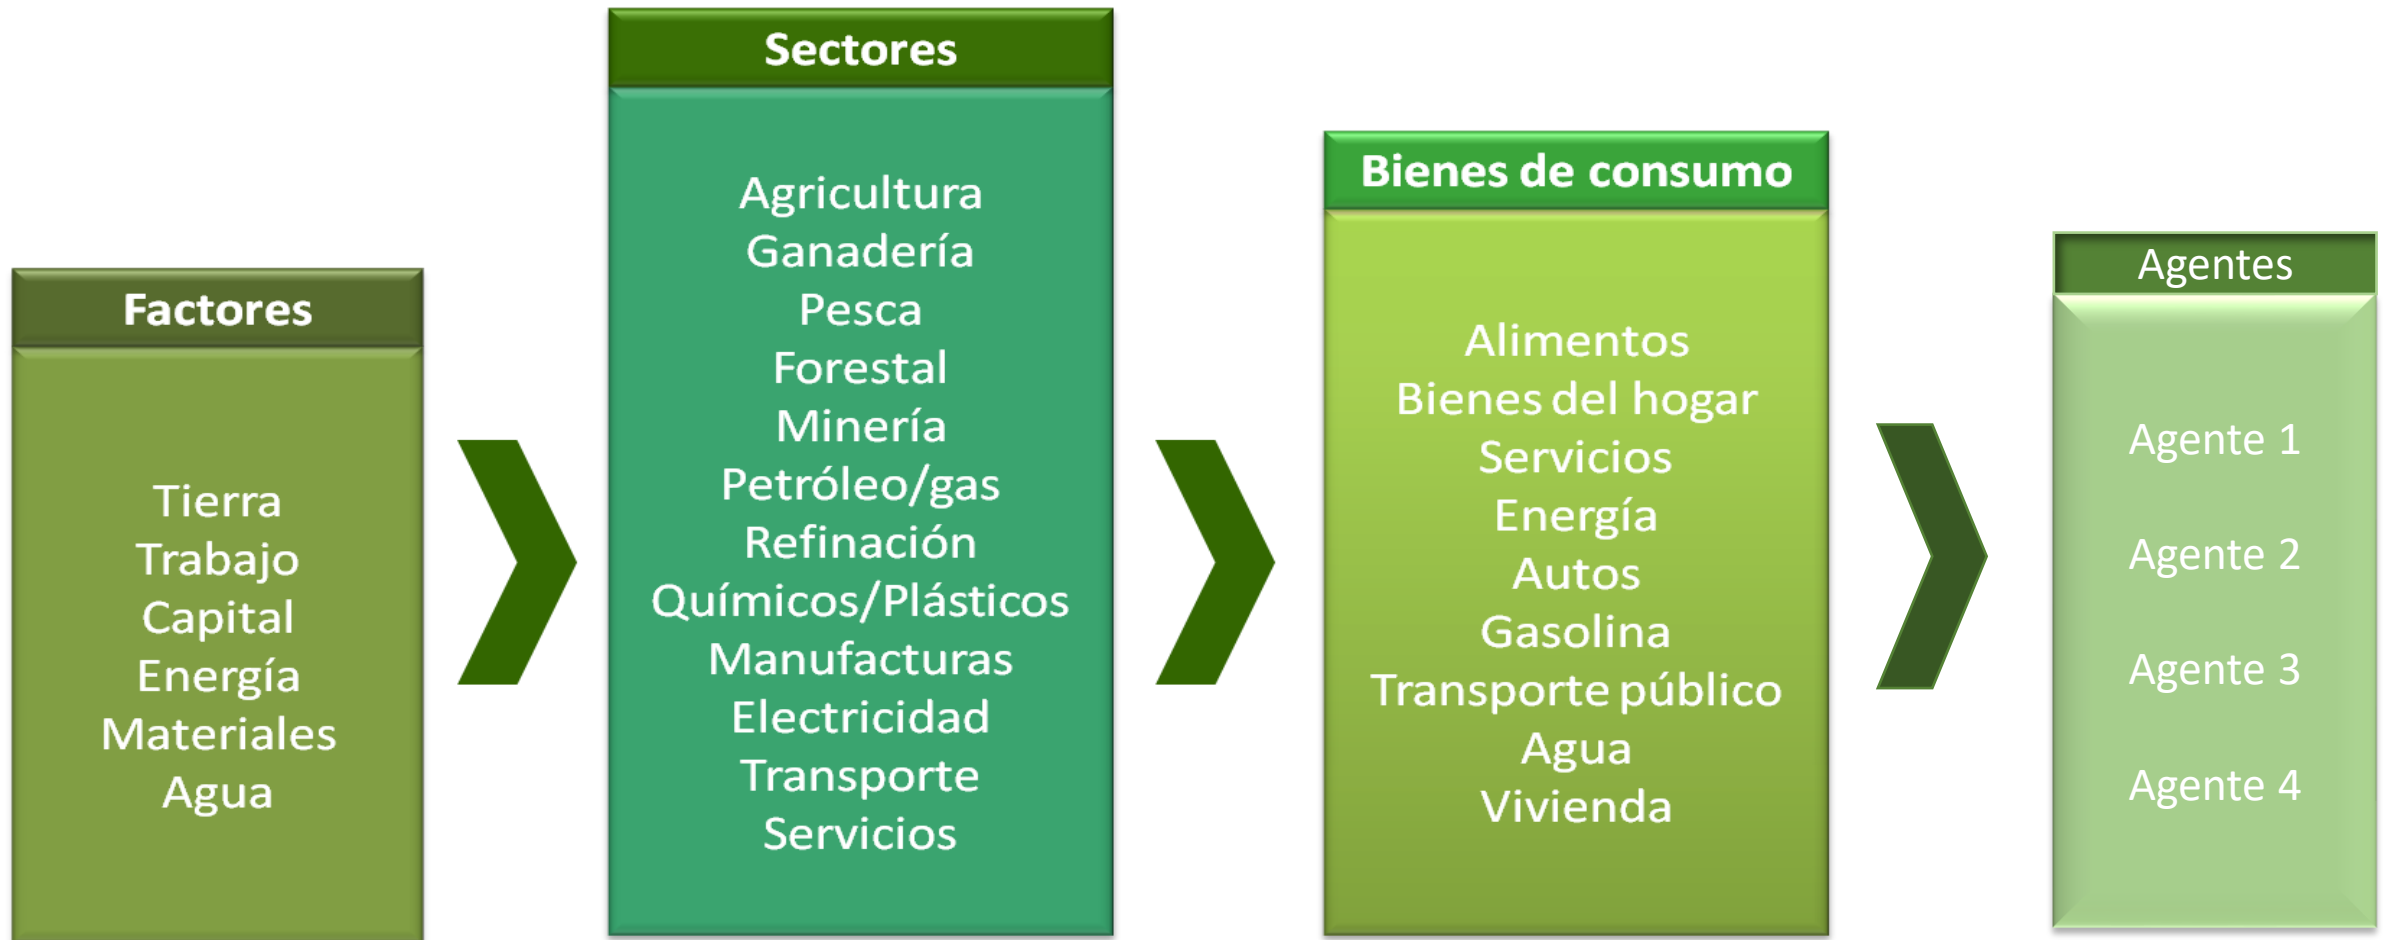 Factores
Tierra
Trabajo
Capital
Energía
Materiales
Agua
Sectores
Agricultura
Ganadería
Pesca
Forestal
Minería
Petróleo/gas
Refinación
Químicos/Plásticos
Manufacturas
Electricidad
Transporte
Servicios
Bienes de consumo
Alimentos
Bienes del hogar
Servicios
Energía
Autos
Gasolina
Transporte público
Agua
Vivienda
Agentes
Agente 1
Agente 2
Agente 3
Agente 4